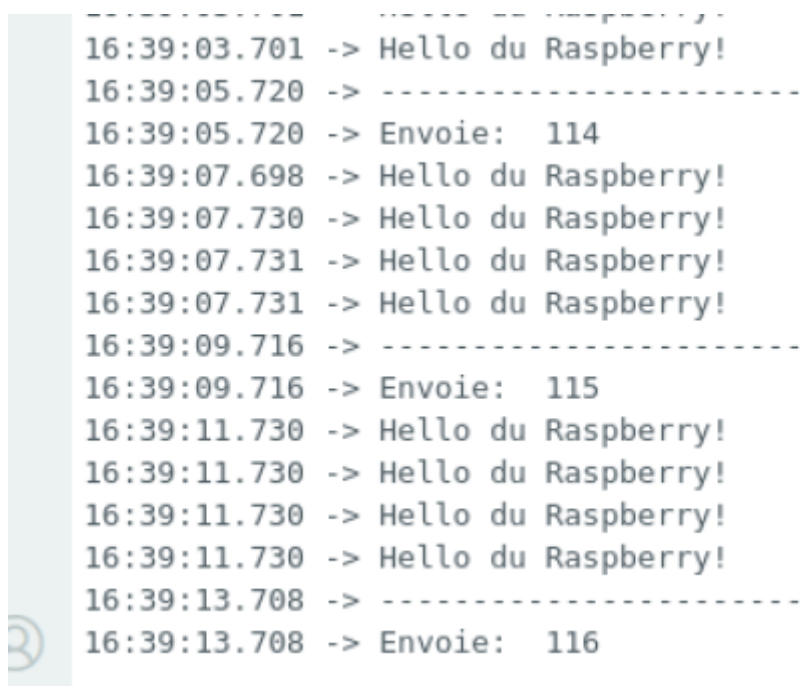 16:39:03.701 -> Hello du Raspberry!
16:39:05.720 -> -----------------------
16:39:05.720 -> Envoie:  114
16:39:07.698 -> Hello du Raspberry!
16:39:07.730 -> Hello du Raspberry!
16:39:07.731 -> Hello du Raspberry!
16:39:07.731 -> Hello du Raspberry!
16:39:09.716 -> -----------------------
16:39:09.716 -> Envoie:  115
16:39:11.730 -> Hello du Raspberry!
16:39:11.730 -> Hello du Raspberry!
16:39:11.730 -> Hello du Raspberry!
16:39:11.730 -> Hello du Raspberry!
16:39:13.708 -> -----------------------
16:39:13.708 -> Envoie:  116